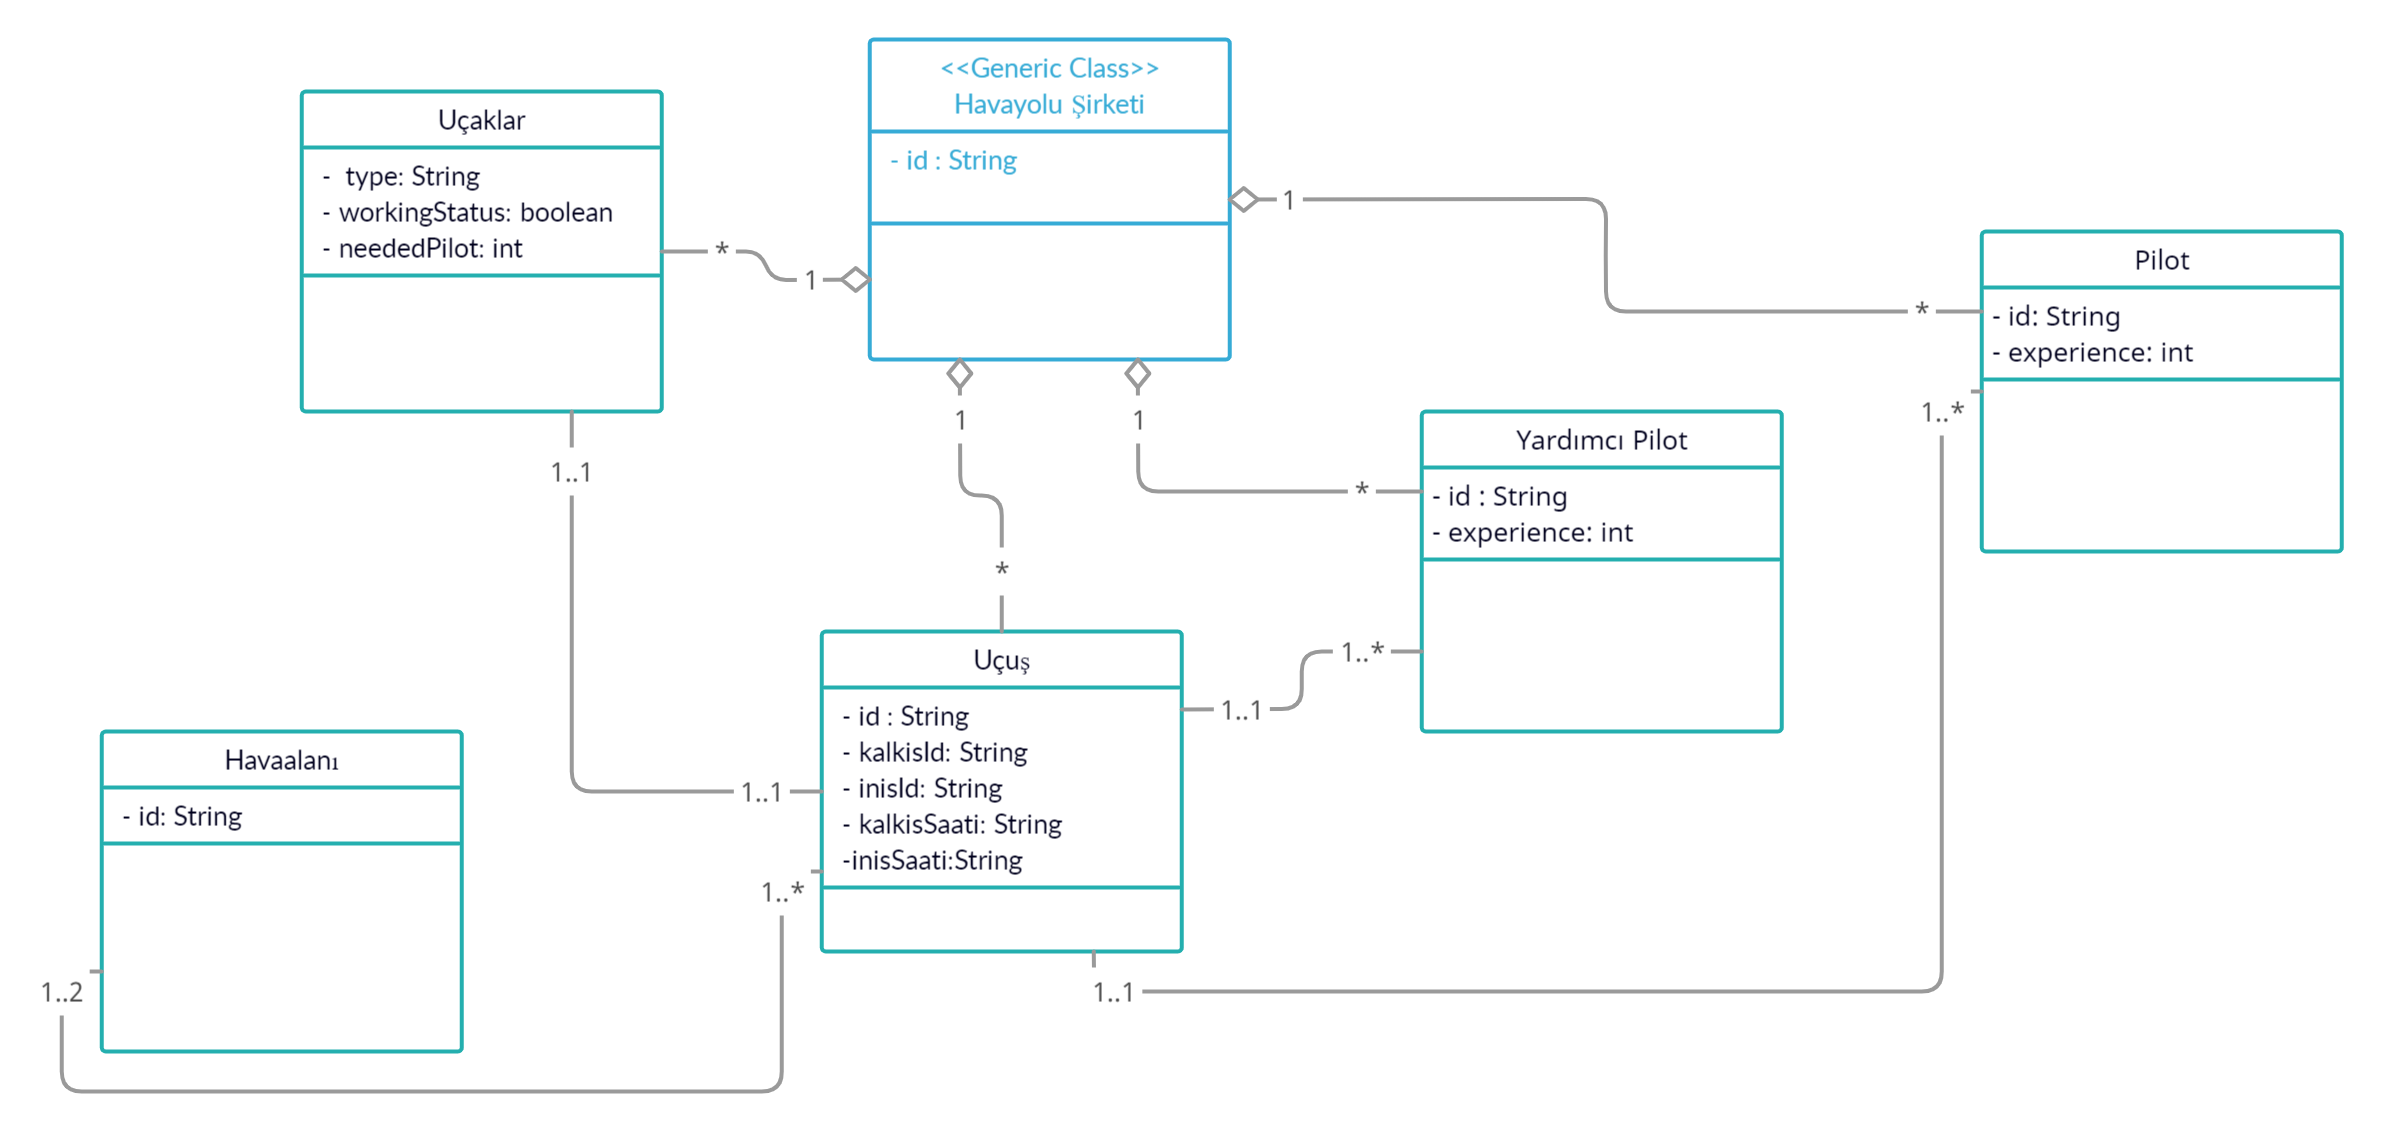 <<Generic Class>>
Havayolu Şirketi
- id : String
Uçaklar
- type: String
- workingStatus: boolean
- neededPilot: int
*
1
1
*
Pilot
- id: String
- experience: int
1..*
1
*
1
*
Yardımcı Pilot
- id : String
- experience: int
1..*
1..1
1..1
1..1
Uçuş
- id : String
- kalkisId: String
- inisId: String
- kalkisSaati: String
-inisSaati:String
1..*
1..1
Havaalanı
- id: String
1..2